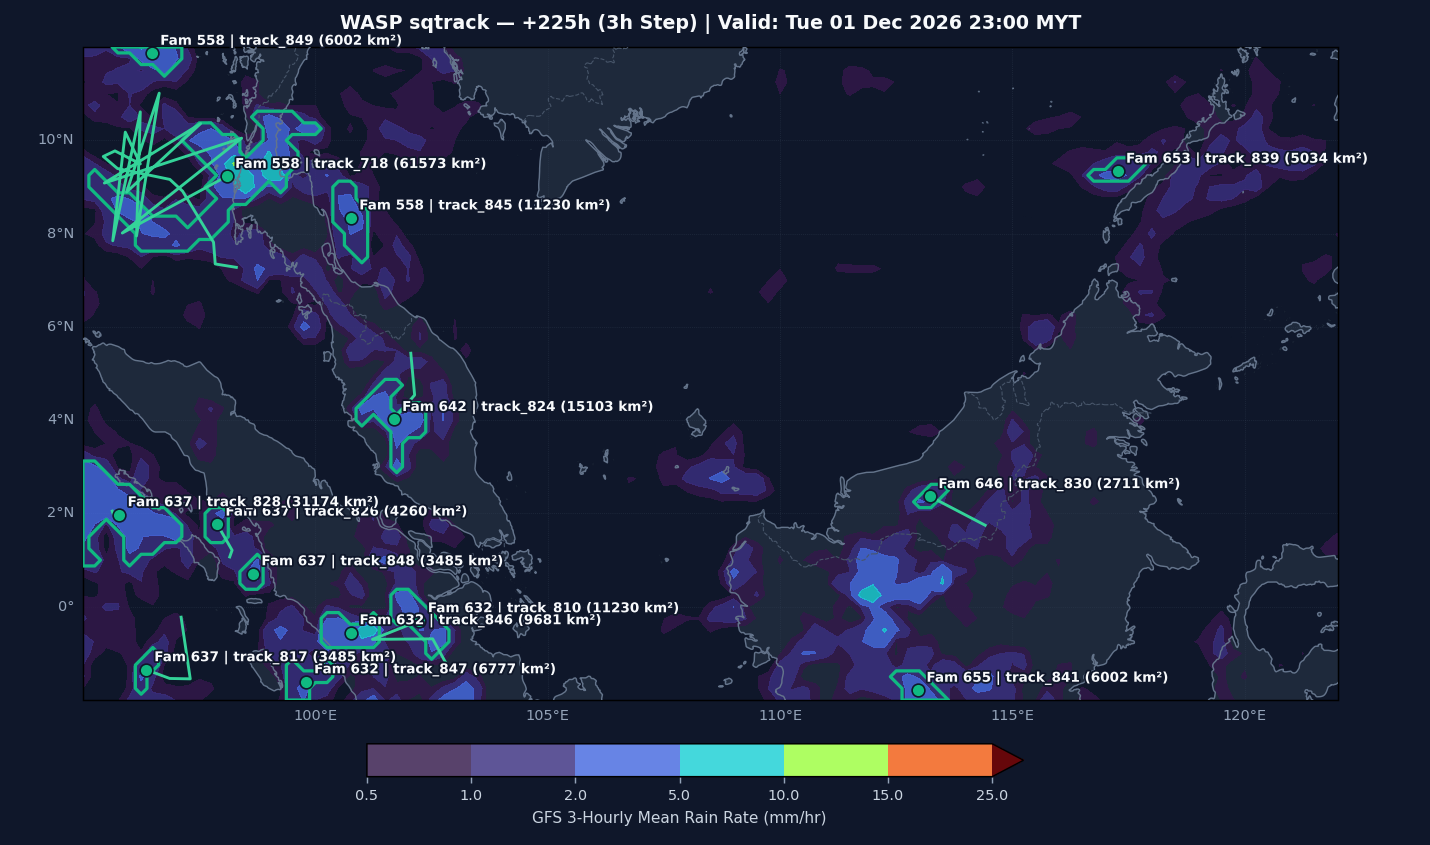 WASP sqtrack — +225h (3h Step) | Valid: Tue 01 Dec 2026 23:00 MYT
Fam 558 | track_849 (6002 km²)
10°N
Fam 653 | track_839 (5034 km²)
Fam 558 | track_718 (61573 km²)
Fam 558 | track_845 (11230 km²)
8°N
6°N
Fam 642 | track_824 (15103 km²)
4°N
Fam 646 | track_830 (2711 km²)
Fam 637 | track_828 (31174 km²)
Fam 637 | track_826 (4260 km²)
2°N
Fam 637 | track_848 (3485 km²)
0°
Fam 632 | track_810 (11230 km²)
Fam 632 | track_846 (9681 km²)
Fam 637 | track_817 (3485 km²)
Fam 632 | track_847 (6777 km²)
Fam 655 | track_841 (6002 km²)
100°E 105°E 110°E 115°E 120°E
0.5 1.0 2.0 5.0 10.0 15.0 25.0
GFS 3-Hourly Mean Rain Rate (mm/hr)